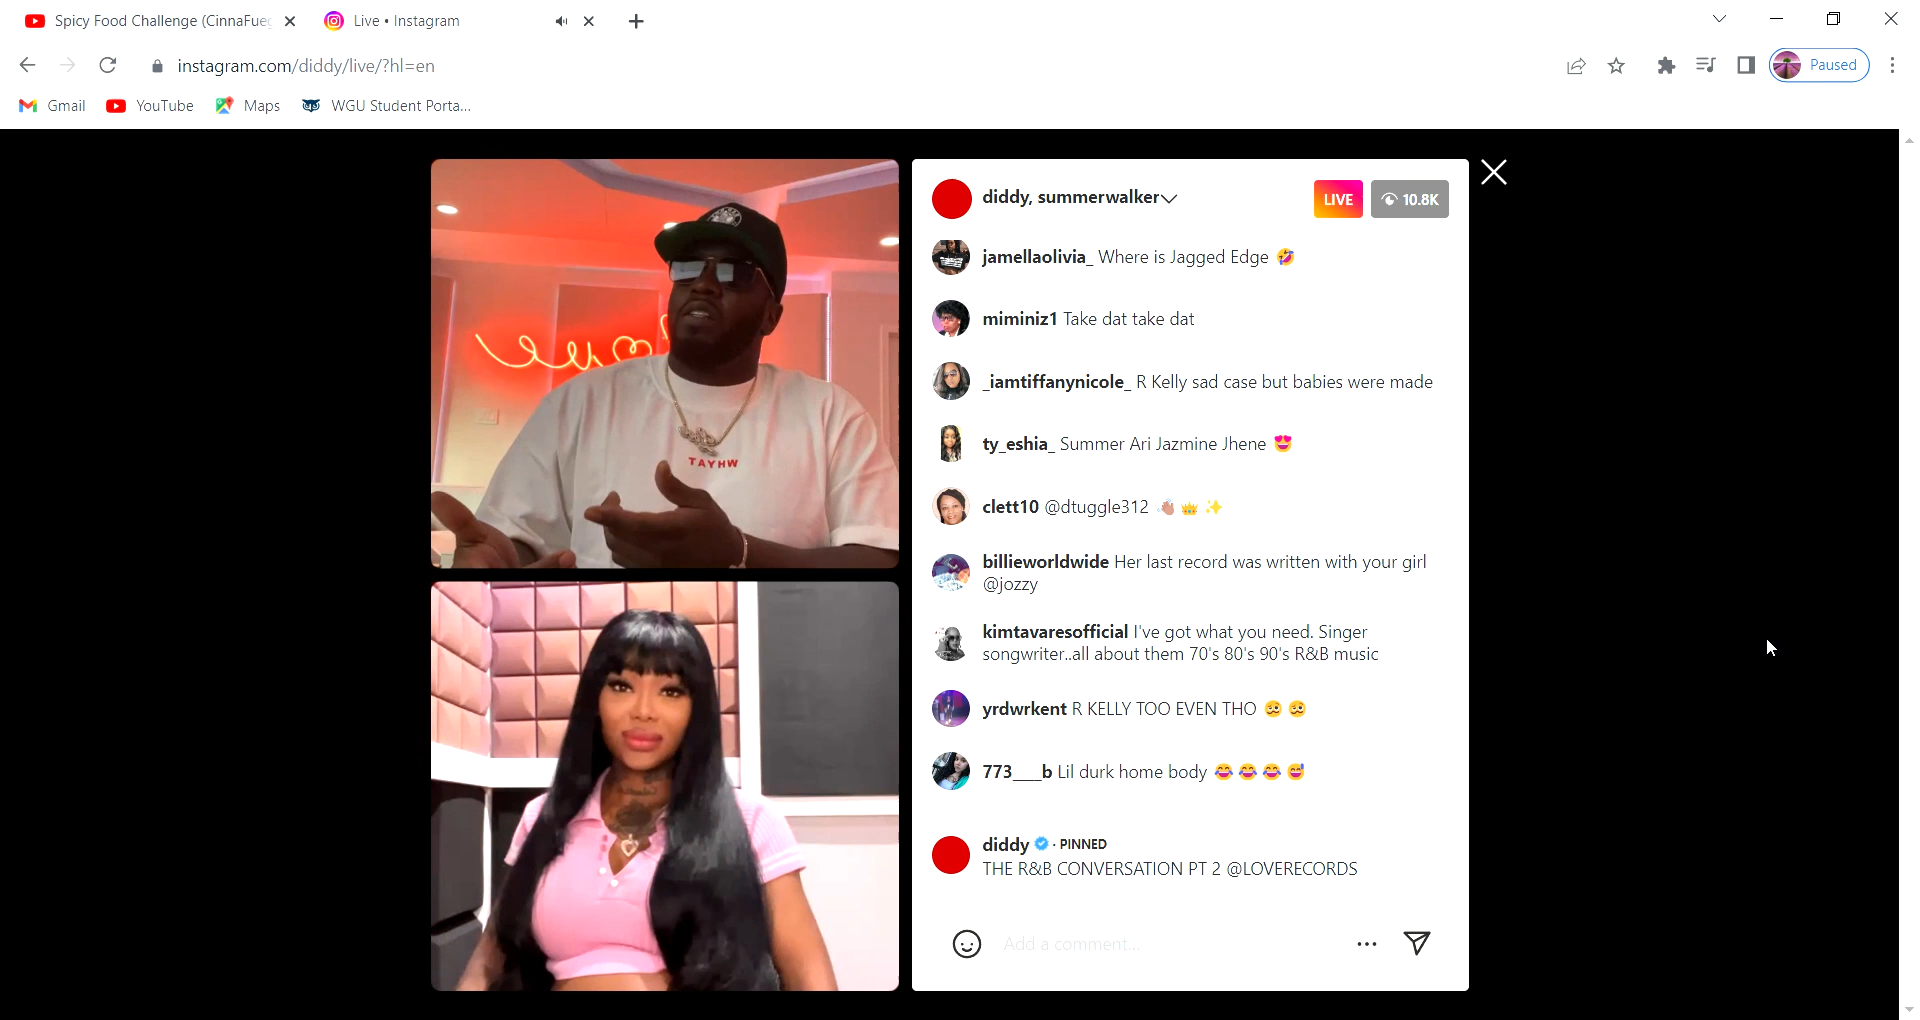 Spicy Food Challenge (CinnaFue
Live • Instagram
instagram.com/diddy/live/?hl=en
Paused
Gmail
YouTube
Maps
WGU Student Porta...
TAYHW
diddy, summerwalker
LIVE
10.8K
jamellaolivia_ Where is Jagged Edge 🤣
miminiz1 Take dat take dat
_iamtiffanynicole_ R Kelly sad case but babies were made
ty_eshia_ Summer Ari Jazmine Jhene 😍
clett10 @dtuggle312 👋🏽 👑 ✨
billieworldwide Her last record was written with your girl
@jozzy
kimtavaresofficial I've got what you need. Singer
songwriter..all about them 70's 80's 90's R&B music
yrdwrkent R KELLY TOO EVEN THO 🥴 🥴
773___b Lil durk home body 😂 😂 😂 😅
diddy · PINNED
THE R&B CONVERSATION PT 2 @LOVERECORDS
Add a comment...